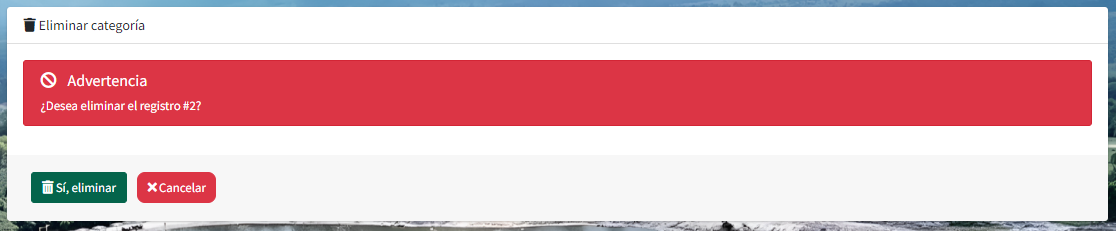 Eliminar categoría
Advertencia
¿Desea eliminar el registro #2?
Sí, eliminar
Cancelar